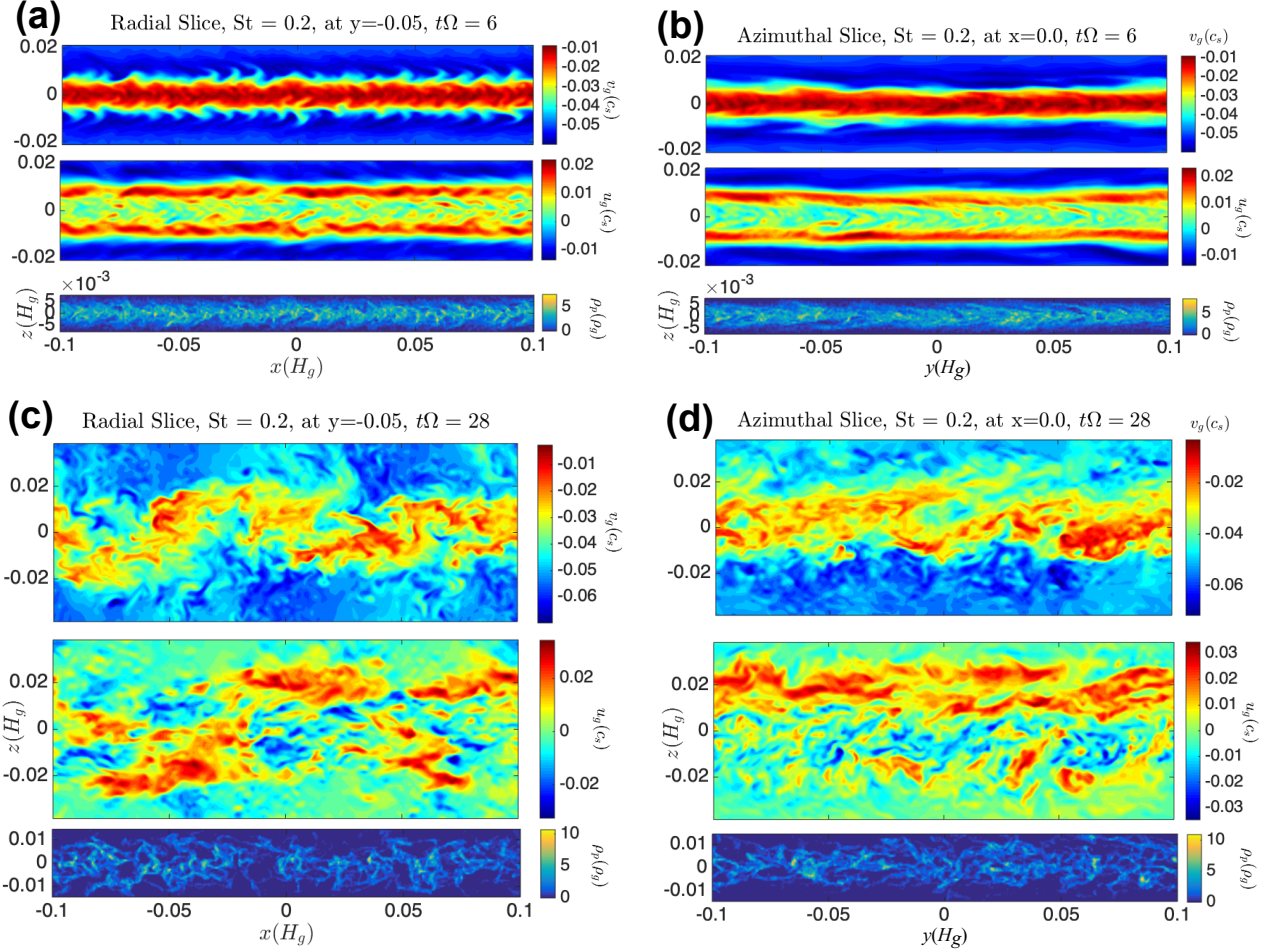 (a)
Radial Slice, St = 0.2, at y=-0.05, tΩ = 6
0.02
0
-0.02
-0.01
-0.02
-0.03
-0.04
-0.05
v_g(c_s)
0.02
0
-0.02
0.02
0.01
0
-0.01
u_g(c_s)
×10^-3
5
0
-5
z(H_g)
5
0
ρ_p(ρ_g)
-0.1 -0.05 0 0.05 0.1
x(H_g)
(b)
Azimuthal Slice, St = 0.2, at x=0.0, tΩ = 6
v_g(c_s)
0.02
0
-0.02
-0.01
-0.02
-0.03
-0.04
-0.05
0.02
0
-0.02
0.02
0.01
0
-0.01
u_g(c_s)
×10^-3
5
0
-5
z(H_g)
5
0
ρ_p(ρ_g)
-0.1 -0.05 0 0.05 0.1
y(H_g)
(c)
Radial Slice, St = 0.2, at y=-0.05, tΩ = 28
0.02
0
-0.02
-0.01
-0.02
-0.03
-0.04
-0.05
-0.06
v_g(c_s)
z(H_g)
0.02
0
-0.02
0.02
0
-0.02
u_g(c_s)
0.01
0
-0.01
10
5
0
ρ_p(ρ_g)
-0.1 -0.05 0 0.05 0.1
x(H_g)
(d)
Azimuthal Slice, St = 0.2, at x=0.0, tΩ = 28
v_g(c_s)
0.02
0
-0.02
-0.02
-0.04
-0.06
z(H_g)
0.02
0
-0.02
0.03
0.02
0.01
0
-0.01
-0.02
-0.03
u_g(c_s)
0.01
0
-0.01
10
5
0
ρ_p(ρ_g)
-0.1 -0.05 0 0.05 0.1
y(H_g)